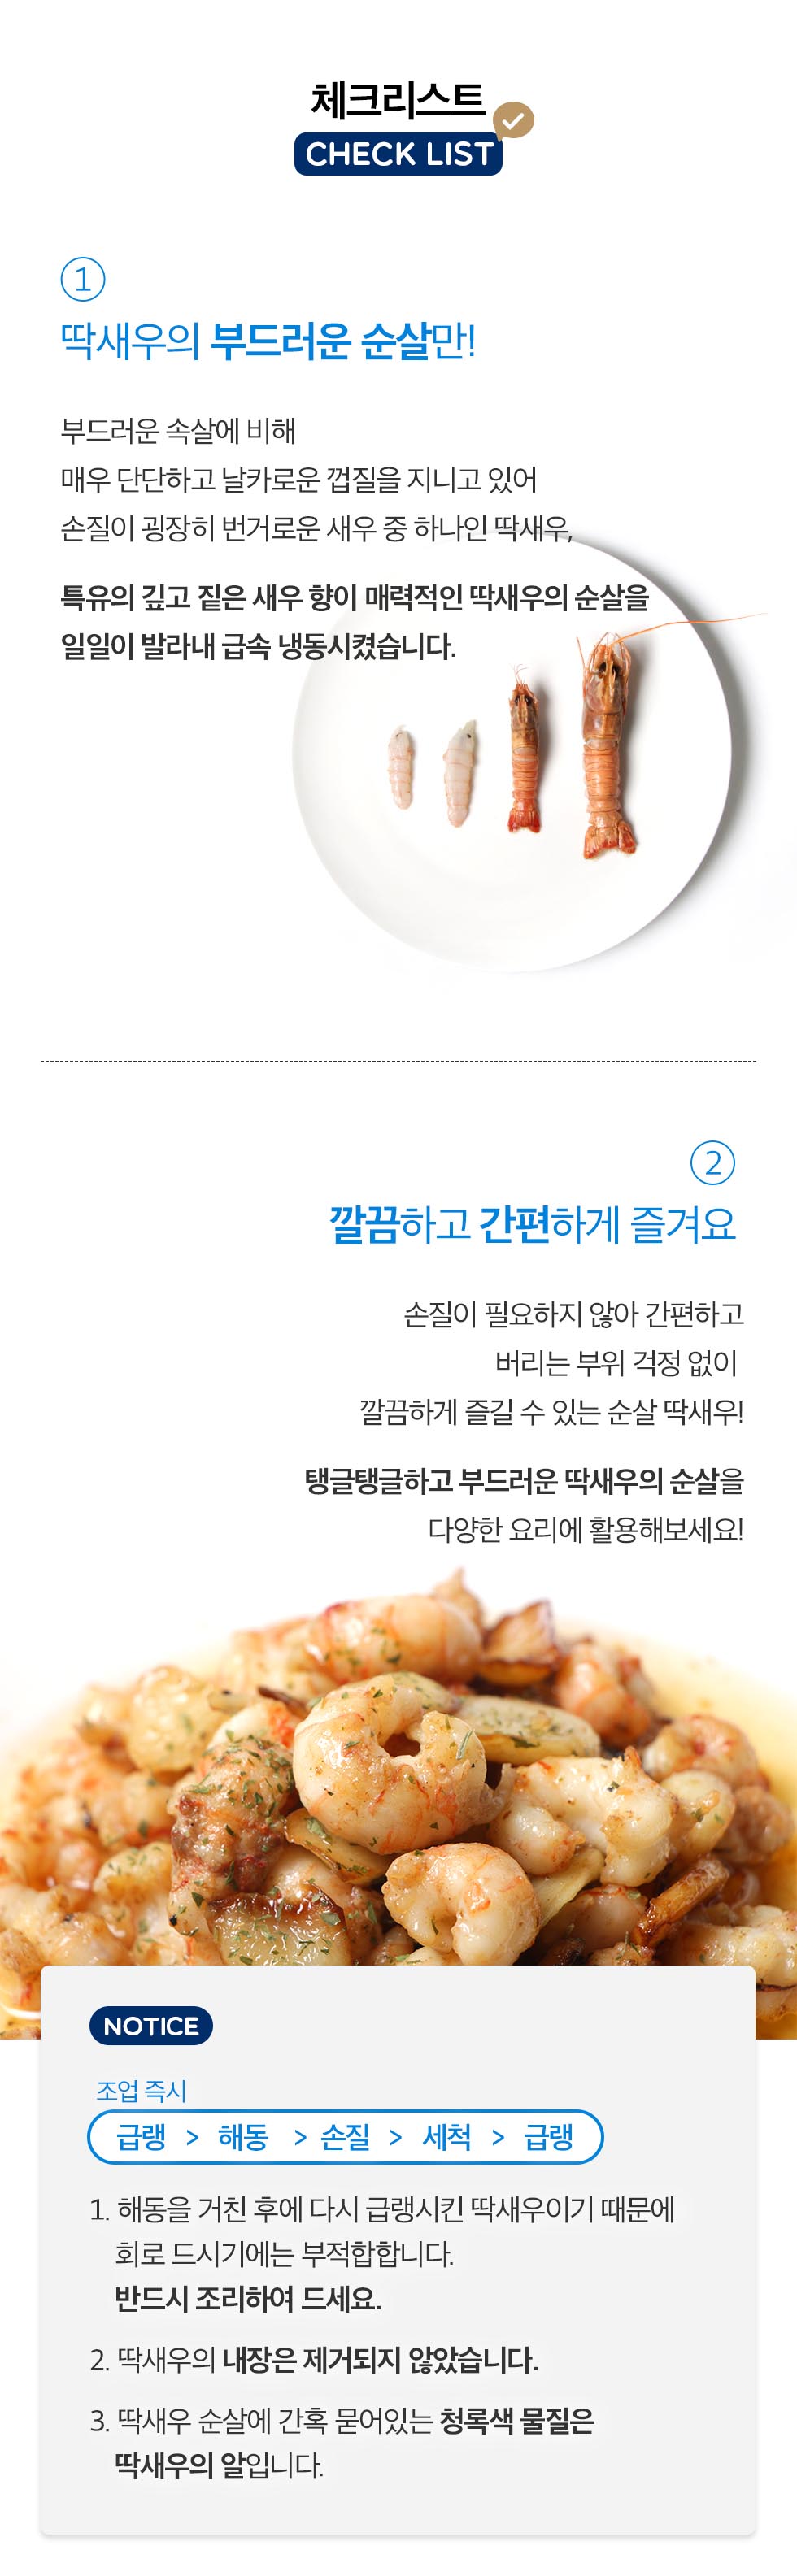 체크리스트
CHECK LIST
1
딱새우의 부드러운 순살만!
부드러운 속살에 비해
매우 단단하고 날카로운 껍질을 지니고 있어
손질이 굉장히 번거로운 새우 중 하나인 딱새우,
특유의 깊고 짙은 새우 향이 매력적인 딱새우의 순살을
일일이 발라내 급속 냉동시켰습니다.
2
깔끔하고 간편하게 즐겨요
손질이 필요하지 않아 간편하고
버리는 부위 걱정 없이
깔끔하게 즐길 수 있는 순살 딱새우!
탱글탱글하고 부드러운 딱새우의 순살을
다양한 요리에 활용해보세요!
NOTICE
조업 즉시
급랭 > 해동 > 손질 > 세척 > 급랭
1. 해동을 거친 후에 다시 급랭시킨 딱새우이기 때문에
회로 드시기에는 부적합합니다.
반드시 조리하여 드세요.
2. 딱새우의 내장은 제거되지 않았습니다.
3. 딱새우 순살에 간혹 묻어있는 청록색 물질은
딱새우의 알입니다.